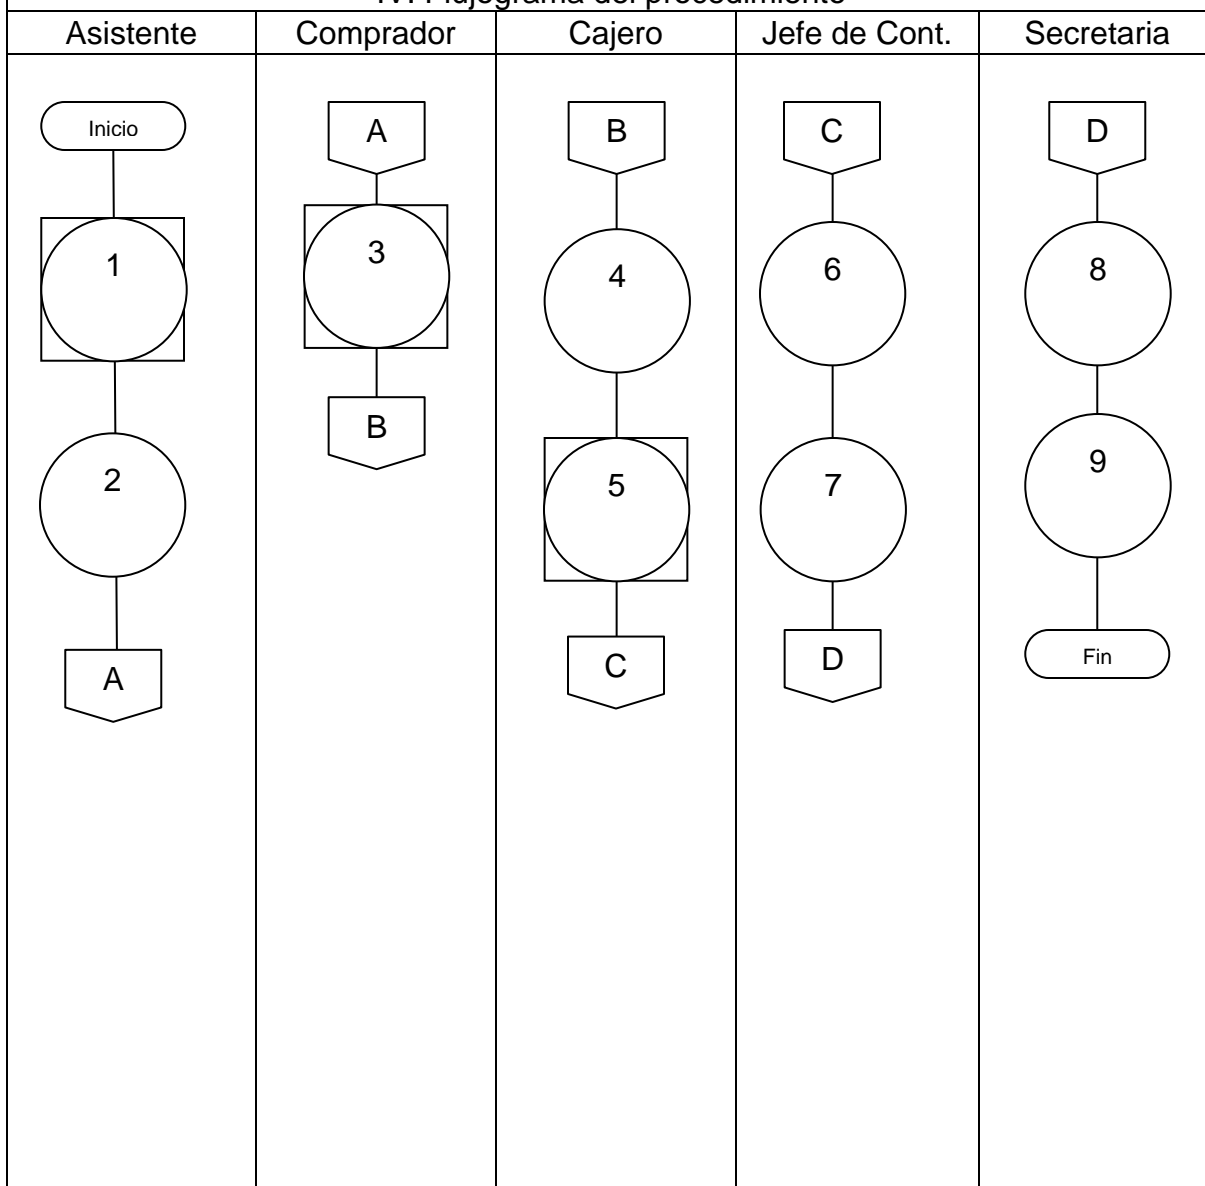 IV. Flujograma del procedimiento
Asistente Comprador Cajero Jefe de Cont. Secretaria
Inicio A B C D
1 3 4 6 8
2 B 5 7 9
A C D Fin